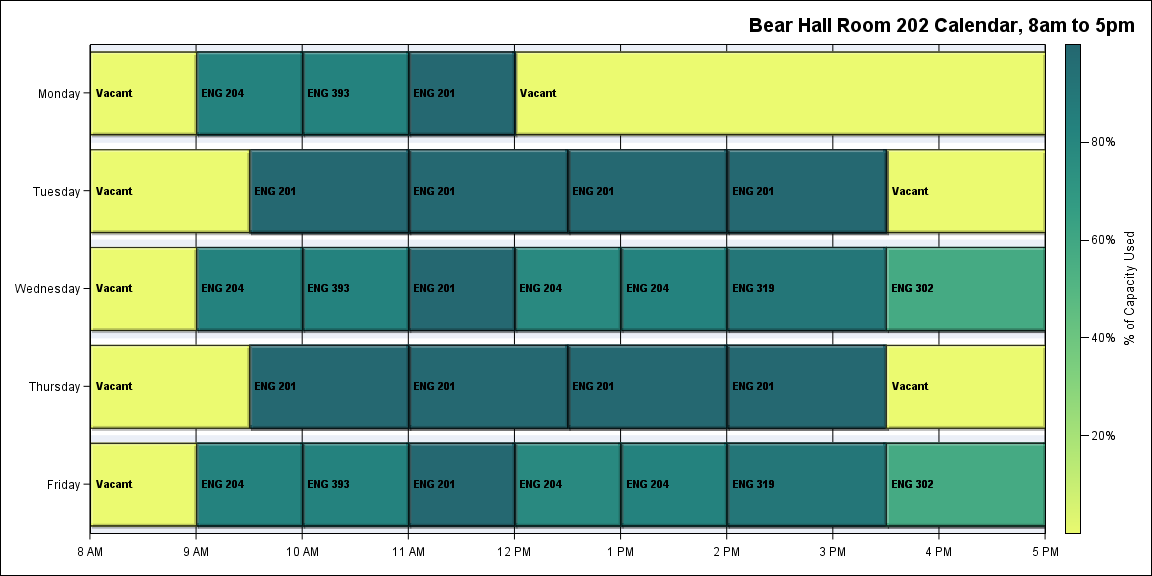 Bear Hall Room 202 Calendar, 8am to 5pm
Monday
Vacant
ENG 204
ENG 393
ENG 201
Vacant
Tuesday
Vacant
ENG 201
ENG 201
ENG 201
ENG 201
Vacant
Wednesday
Vacant
ENG 204
ENG 393
ENG 201
ENG 204
ENG 204
ENG 319
ENG 302
Thursday
Vacant
ENG 201
ENG 201
ENG 201
ENG 201
Vacant
Friday
Vacant
ENG 204
ENG 393
ENG 201
ENG 204
ENG 204
ENG 319
ENG 302
8 AM
9 AM
10 AM
11 AM
12 PM
1 PM
2 PM
3 PM
4 PM
5 PM
80%
60%
40%
20%
% of Capacity Used